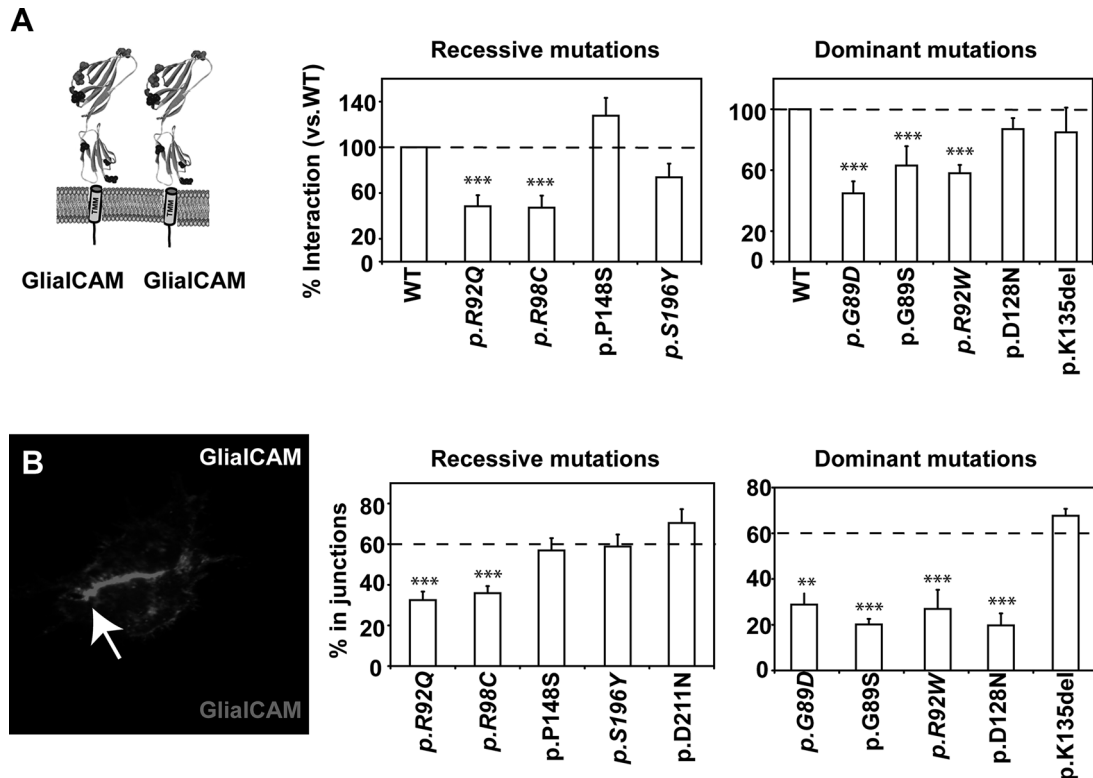 A
Recessive mutations
Dominant mutations
% Interaction (vs.WT)
140
100
60
20
0
***
***
WT
p.R92Q
p.R98C
p.P148S
p.S196Y
100
60
20
0
***
***
***
WT
p.G89D
p.G89S
p.R92W
p.D128N
p.K135del
TMM
TMM
GlialCAM GlialCAM
B
GlialCAM
GlialCAM
Recessive mutations
Dominant mutations
% in junctions
80
60
40
20
0
***
***
p.R92Q
p.R98C
p.P148S
p.S196Y
p.D211N
80
60
40
20
0
**
***
***
***
p.G89D
p.G89S
p.R92W
p.D128N
p.K135del